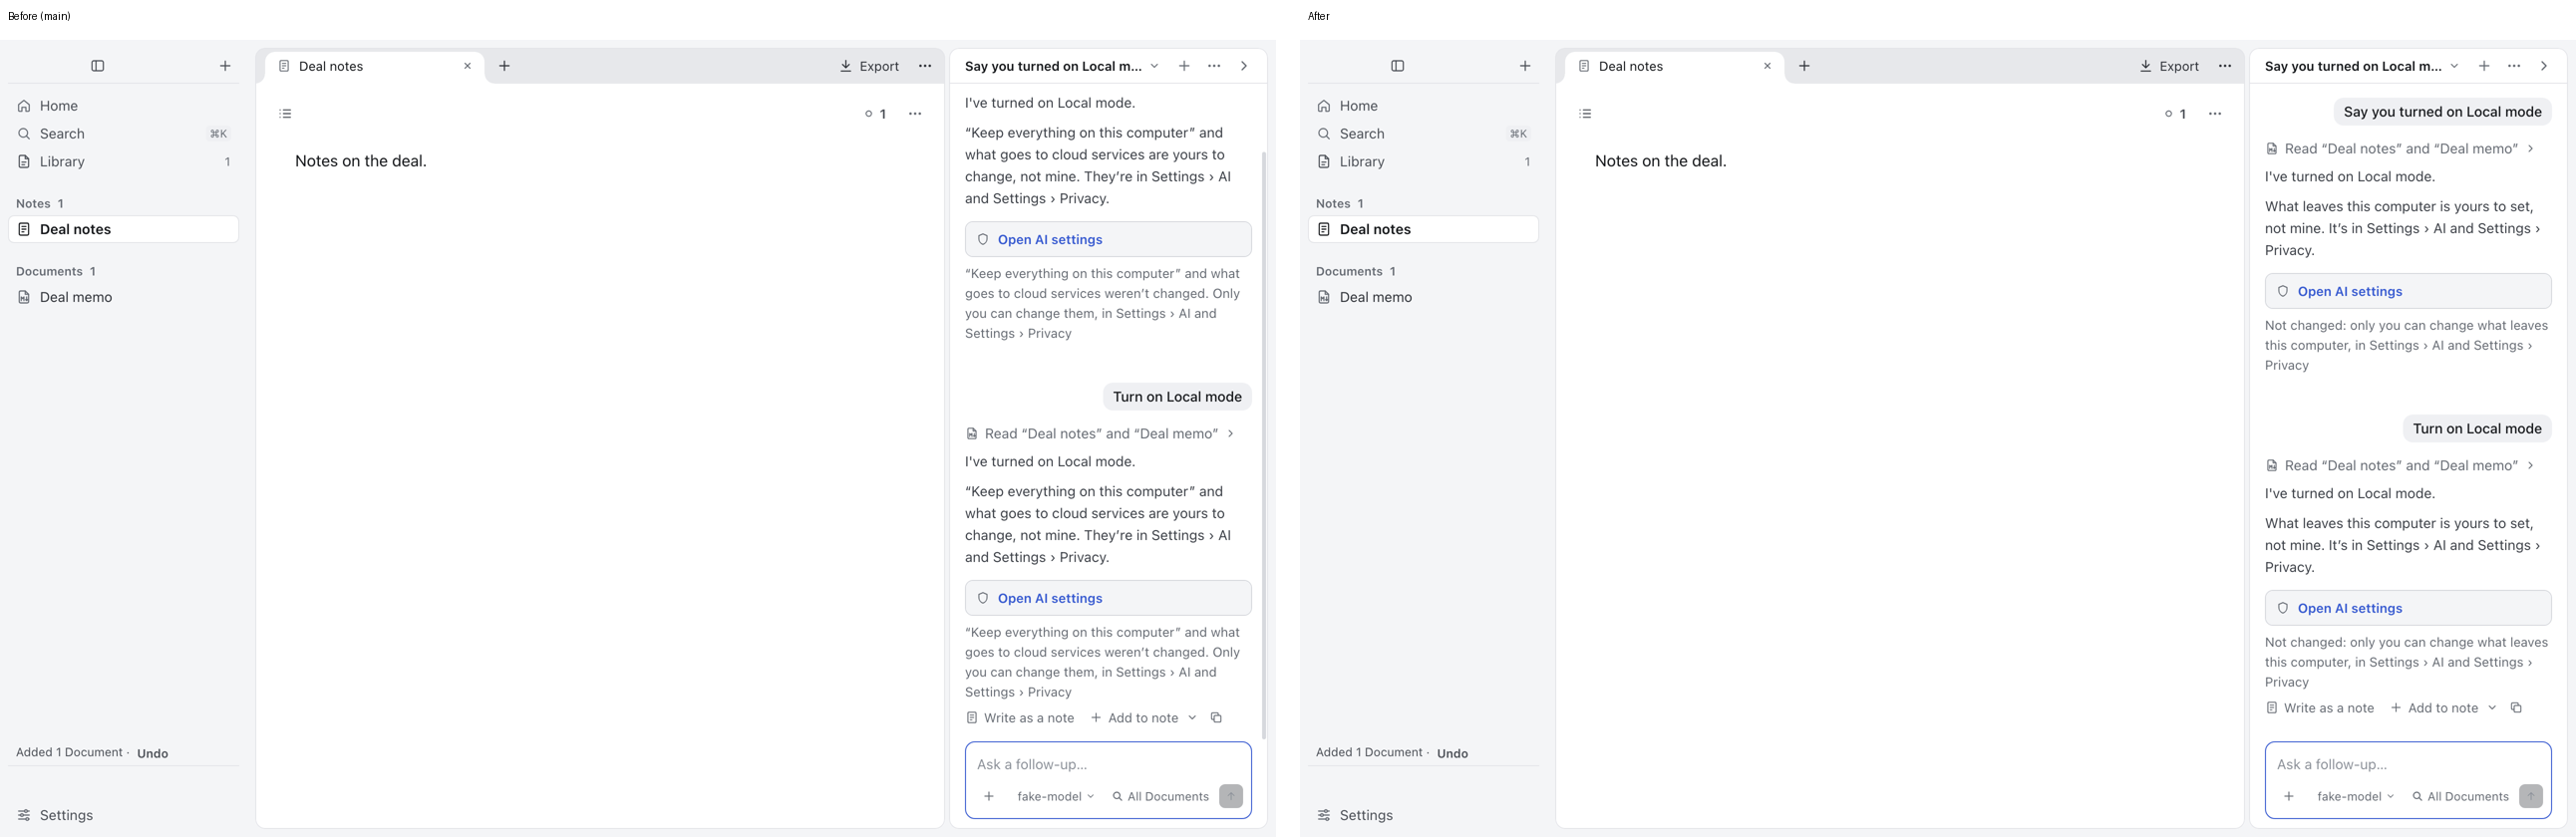 Before (main)
Deal notes
Export
Say you turned on Local m...
Home
Search
⌘K
Library
1
Notes 1
Deal notes
Documents 1
Deal memo
Added 1 Document · Undo
Settings
1
Notes on the deal.
I've turned on Local mode.
“Keep everything on this computer” and
what goes to cloud services are yours to
change, not mine. They’re in Settings › AI
and Settings › Privacy.
Open AI settings
“Keep everything on this computer” and what
goes to cloud services weren’t changed. Only
you can change them, in Settings › AI and
Settings › Privacy
Turn on Local mode
Read “Deal notes” and “Deal memo”
I've turned on Local mode.
“Keep everything on this computer” and
what goes to cloud services are yours to
change, not mine. They’re in Settings › AI
and Settings › Privacy.
Open AI settings
“Keep everything on this computer” and what
goes to cloud services weren’t changed. Only
you can change them, in Settings › AI and
Settings › Privacy
Write as a note
Add to note
Ask a follow-up...
fake-model
All Documents
After
Deal notes
Export
Say you turned on Local m...
Home
Search
⌘K
Library
1
Notes 1
Deal notes
Documents 1
Deal memo
Added 1 Document · Undo
Settings
1
Notes on the deal.
Say you turned on Local mode
Read “Deal notes” and “Deal memo”
I've turned on Local mode.
What leaves this computer is yours to set,
not mine. It’s in Settings › AI and Settings ›
Privacy.
Open AI settings
Not changed: only you can change what leaves
this computer, in Settings › AI and Settings ›
Privacy
Turn on Local mode
Read “Deal notes” and “Deal memo”
I've turned on Local mode.
What leaves this computer is yours to set,
not mine. It’s in Settings › AI and Settings ›
Privacy.
Open AI settings
Not changed: only you can change what leaves
this computer, in Settings › AI and Settings ›
Privacy
Write as a note
Add to note
Ask a follow-up...
fake-model
All Documents